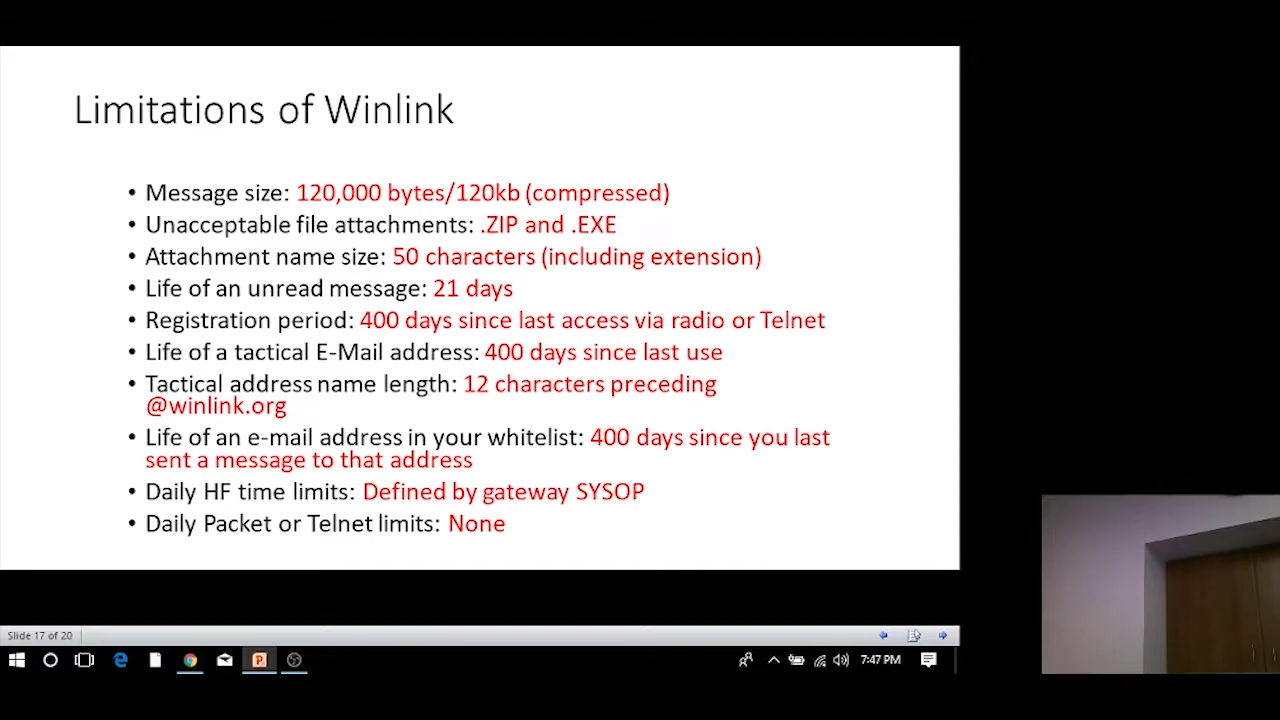 Limitations of Winlink
• Message size: 120,000 bytes/120kb (compressed)
• Unacceptable file attachments: .ZIP and .EXE
• Attachment name size: 50 characters (including extension)
• Life of an unread message: 21 days
• Registration period: 400 days since last access via radio or Telnet
• Life of a tactical E-Mail address: 400 days since last use
• Tactical address name length: 12 characters preceding
@winlink.org
• Life of an e-mail address in your whitelist: 400 days since you last
sent a message to that address
• Daily HF time limits: Defined by gateway SYSOP
• Daily Packet or Telnet limits: None
Slide 17 of 20
7:47 PM